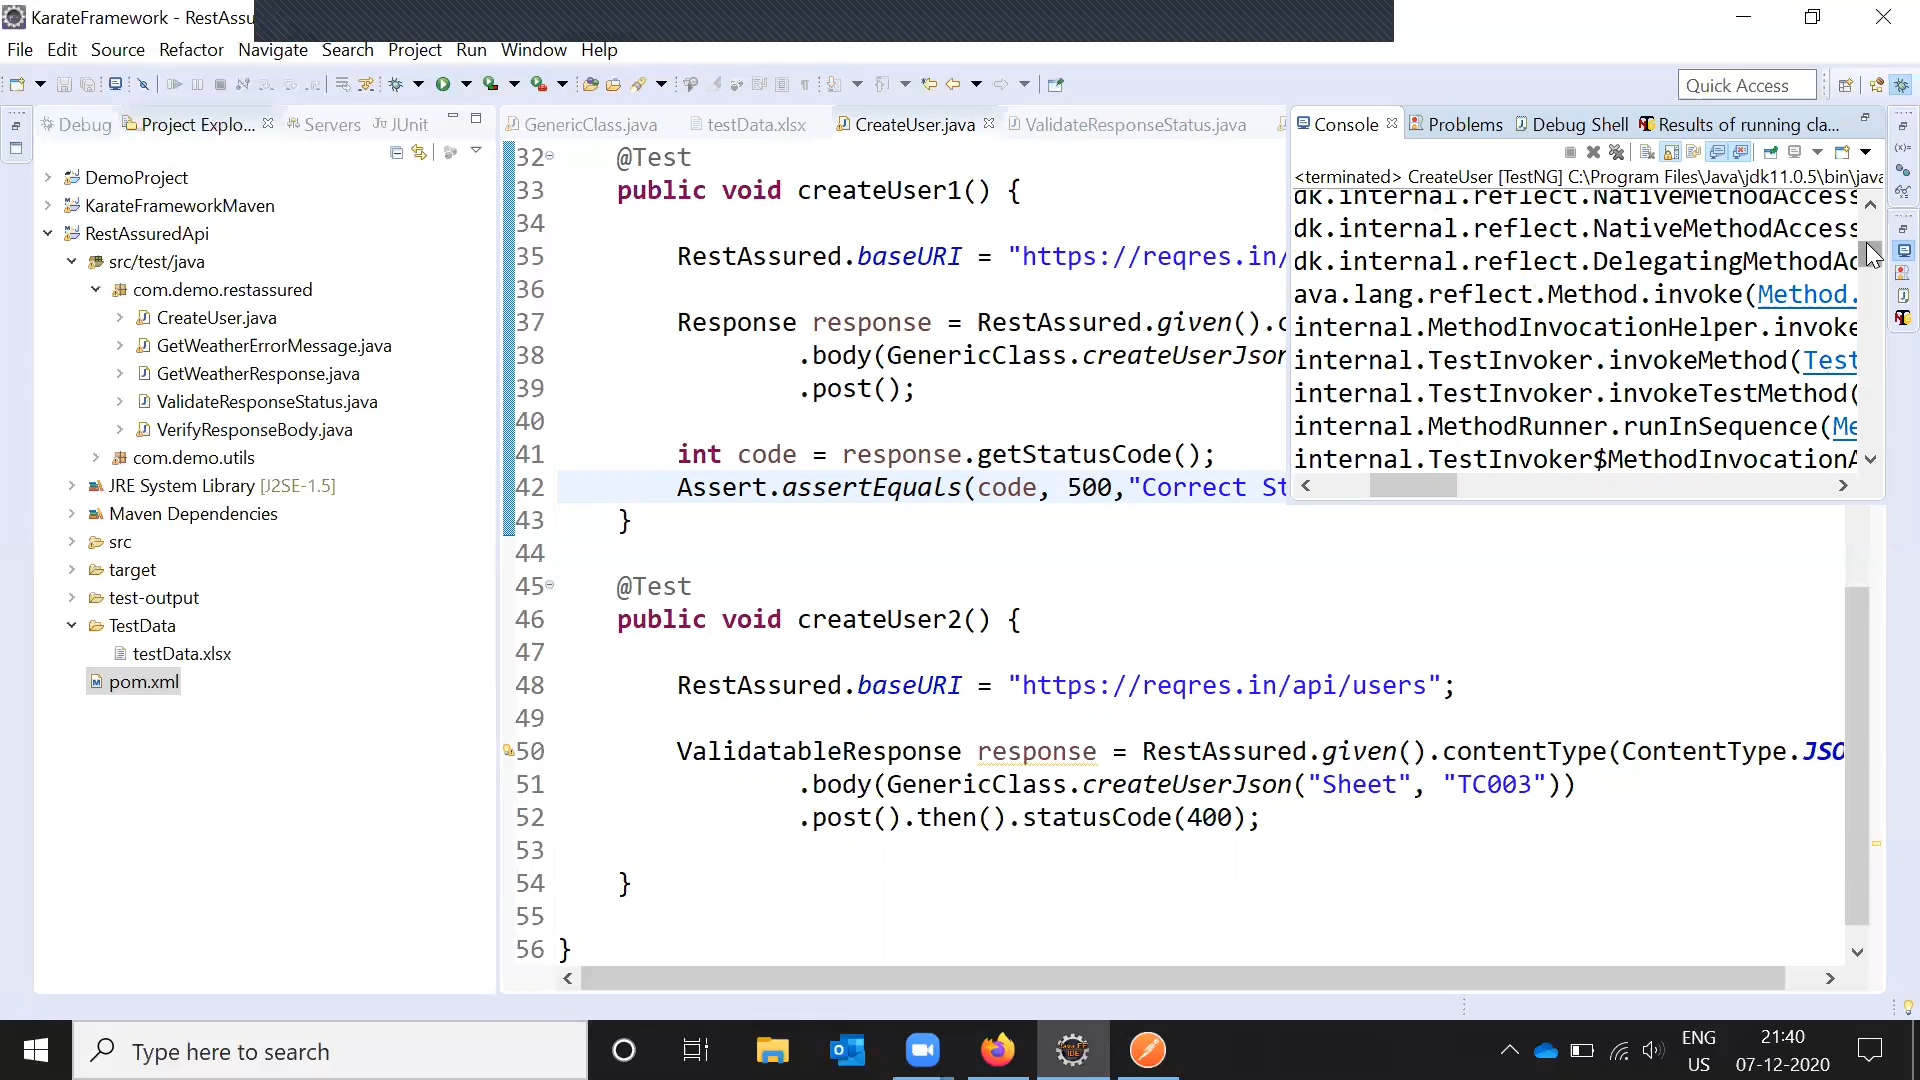 KarateFramework - RestAssu
File Edit Source Refactor Navigate Search Project Run Window Help
Quick Access
Debug
Project Explo...
Servers
JUnit
DemoProject
KarateFrameworkMaven
RestAssuredApi
src/test/java
com.demo.restassured
CreateUser.java
GetWeatherErrorMessage.java
GetWeatherResponse.java
ValidateResponseStatus.java
VerifyResponseBody.java
com.demo.utils
JRE System Library [J2SE-1.5]
Maven Dependencies
src
target
test-output
TestData
testData.xlsx
pom.xml
GenericClass.java
testData.xlsx
CreateUser.java
ValidateResponseStatus.java
32 @Test
33 public void createUser1() {
34
35 RestAssured.baseURI = "https://reqres.in/
36
37 Response response = RestAssured.given().c
38 .body(GenericClass.createUserJson
39 .post();
40
41 int code = response.getStatusCode();
42 Assert.assertEquals(code, 500,"Correct St
43 }
44
45 @Test
46 public void createUser2() {
47
48 RestAssured.baseURI = "https://reqres.in/api/users";
49
50 ValidatableResponse response = RestAssured.given().contentType(ContentType.JSO
51 .body(GenericClass.createUserJson("Sheet", "TC003"))
52 .post().then().statusCode(400);
53
54 }
55
56 }
Console
Problems
Debug Shell
Results of running cla...
<terminated> CreateUser [TestNG] C:\Program Files\Java\jdk11.0.5\bin\java
dk.internal.reflect.NativeMethodAccess
dk.internal.reflect.NativeMethodAccess
dk.internal.reflect.DelegatingMethodAc
ava.lang.reflect.Method.invoke(Method.
internal.MethodInvocationHelper.invoke
internal.TestInvoker.invokeMethod(Test
internal.TestInvoker.invokeTestMethod(
internal.MethodRunner.runInSequence(Me
internal.TestInvoker$MethodInvocationA
Type here to search
ENG
US
21:40
07-12-2020